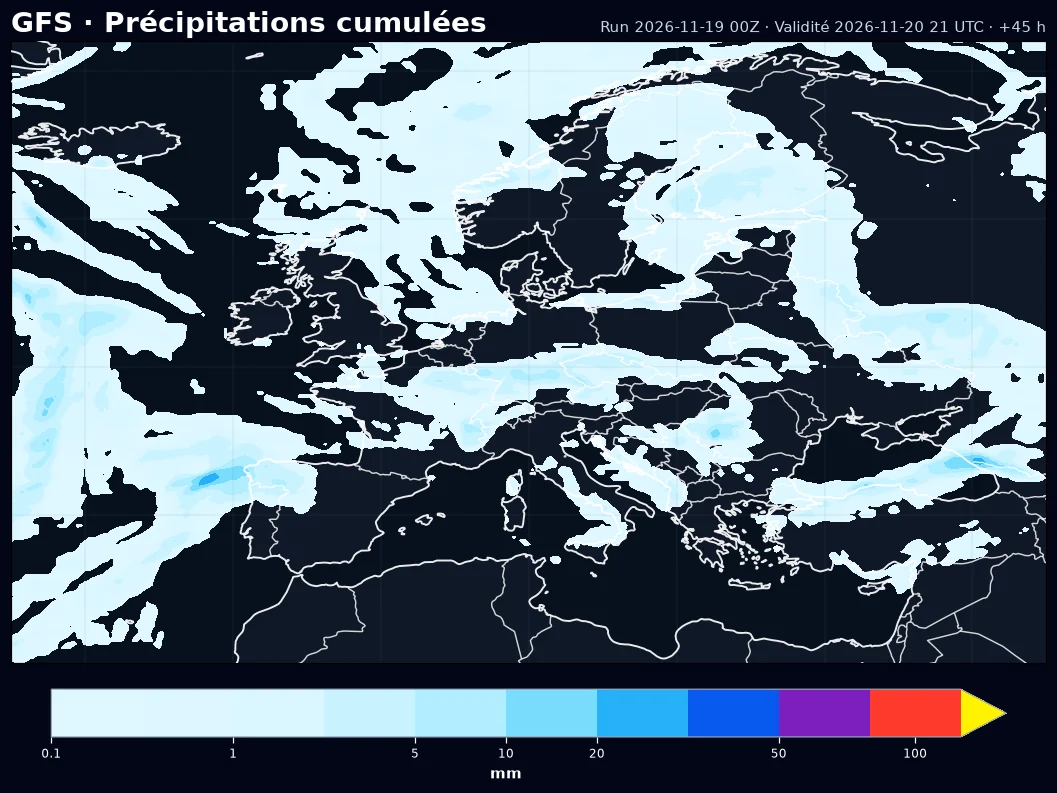 GFS · Précipitations cumulées
Run 2026-11-19 00Z · Validité 2026-11-20 21 UTC · +45 h
0.1 1 5 10 20 50 100
mm